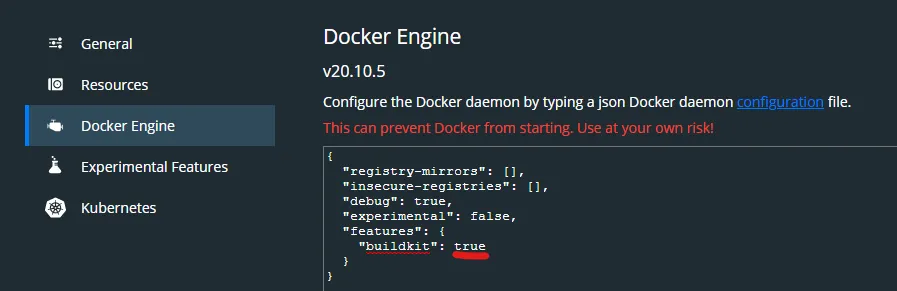 General
Resources
Docker Engine
Experimental Features
Kubernetes
Docker Engine
v20.10.5
Configure the Docker daemon by typing a json Docker daemon configuration file.
This can prevent Docker from starting. Use at your own risk!
{
  "registry-mirrors": [],
  "insecure-registries": [],
  "debug": true,
  "experimental": false,
  "features": {
    "buildkit": true
  }
}